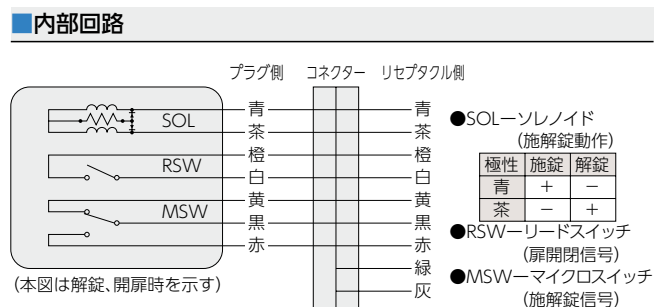 ■内部回路
プラグ側 コネクター リセプタクル側
SOL
RSW
MSW
青
茶
橙
白
黄
黒
赤
青
茶
橙
白
黄
黒
赤
緑
灰
(本図は解錠、開扉時を示す)
●SOLーソレノイド
(施解錠動作)
極性 施錠 解錠
青 + −
茶 − +
●RSWーリードスイッチ
(扉開閉信号)
●MSWーマイクロスイッチ
(施解錠信号)